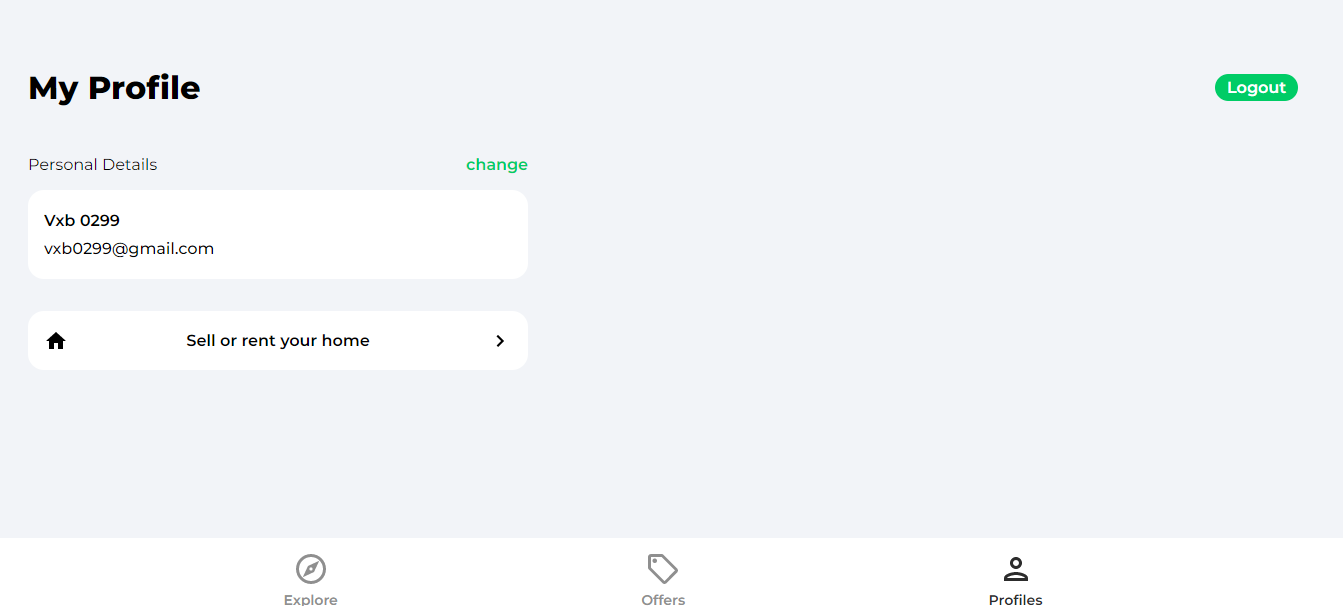 My Profile
Logout
Personal Details
change
Vxb 0299
vxb0299@gmail.com
Sell or rent your home
Explore
Offers
Profiles